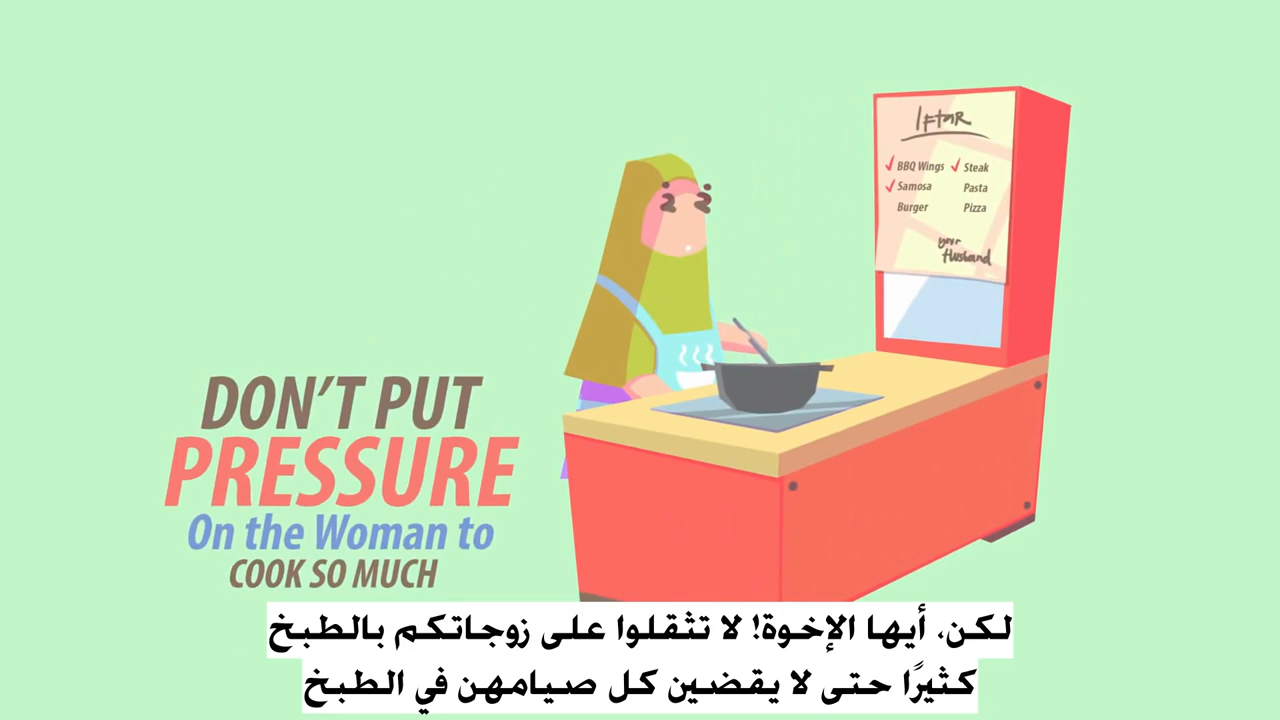 IFtaR
BBQ Wings
Steak
Samosa
Pasta
Burger
Pizza
your
Husband
DON'T PUT
PRESSURE
On the Woman to
COOK SO MUCH
لكن، أيها الإخوة! لا تثقلوا على زوجاتكم بالطبخ
كثيرًا حتى لا يقضين كل صيامهن في الطبخ